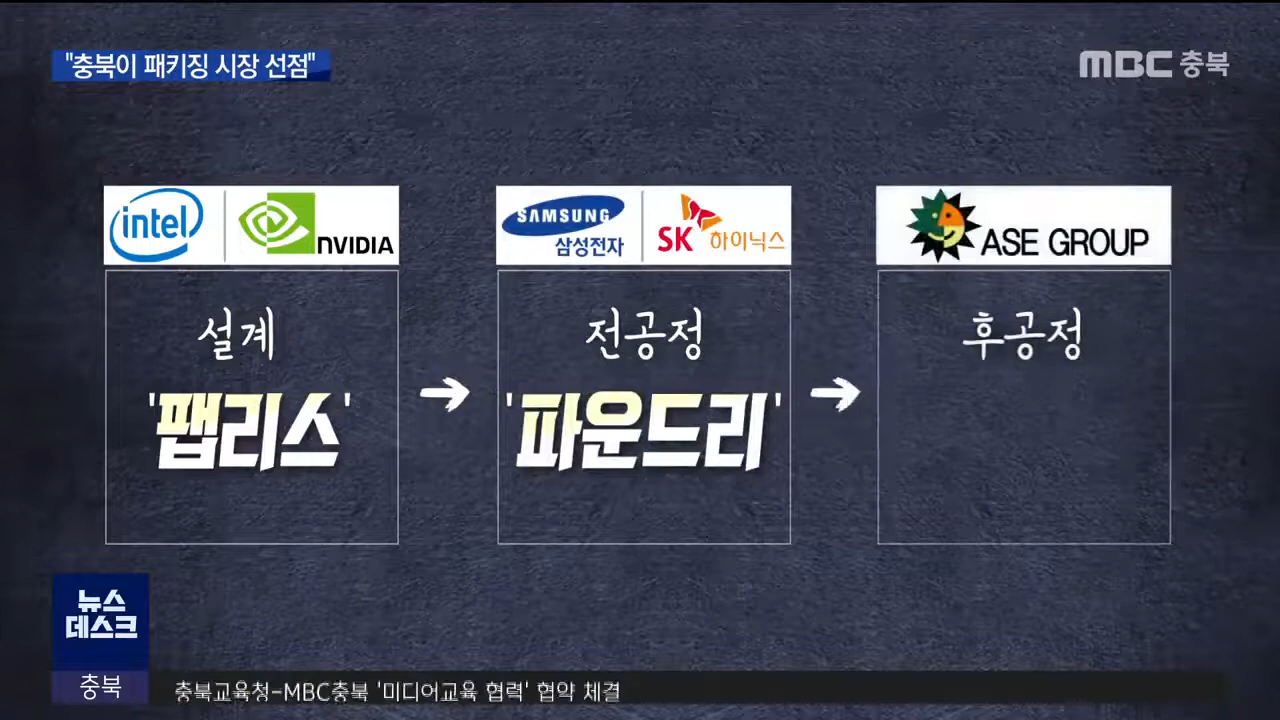 "충북이 패키징 시장 선점"
MBC 충북
intel
NVIDIA
SAMSUNG
삼성전자
SK 하이닉스
ASE GROUP
설계
'팹리스'
전공정
'파운드리'
후공정
뉴스
데스크
충북
충북교육청-MBC충북 '미디어교육 협력' 협약 체결